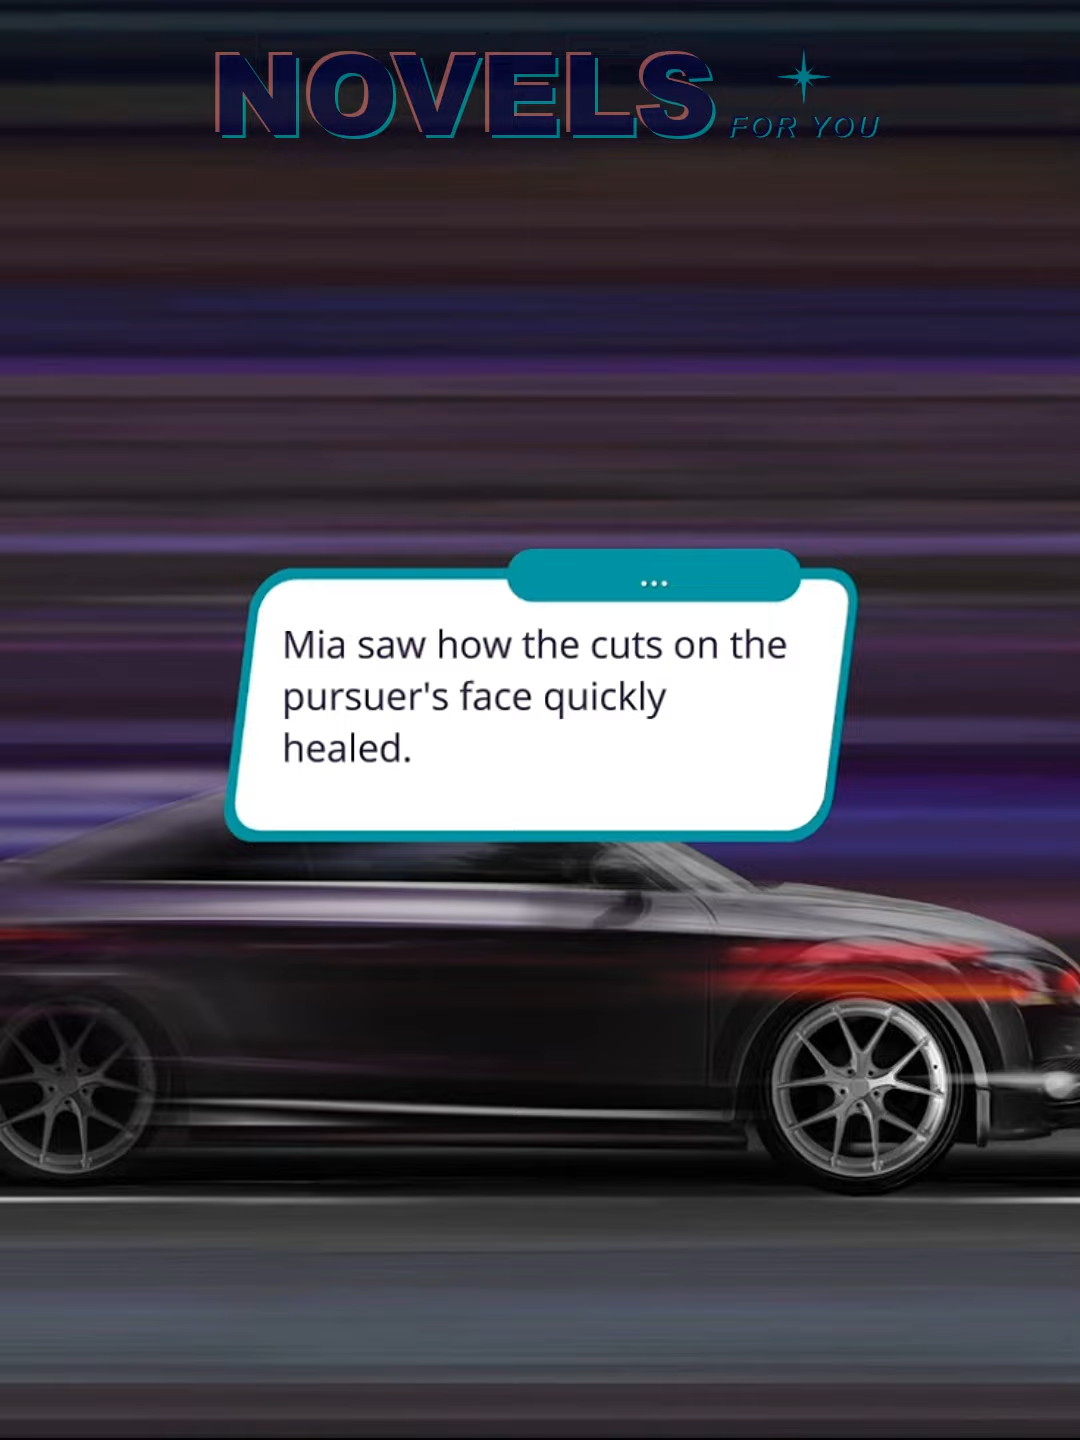 NOVELS
FOR YOU
...
Mia saw how the cuts on the
pursuer's face quickly
healed.